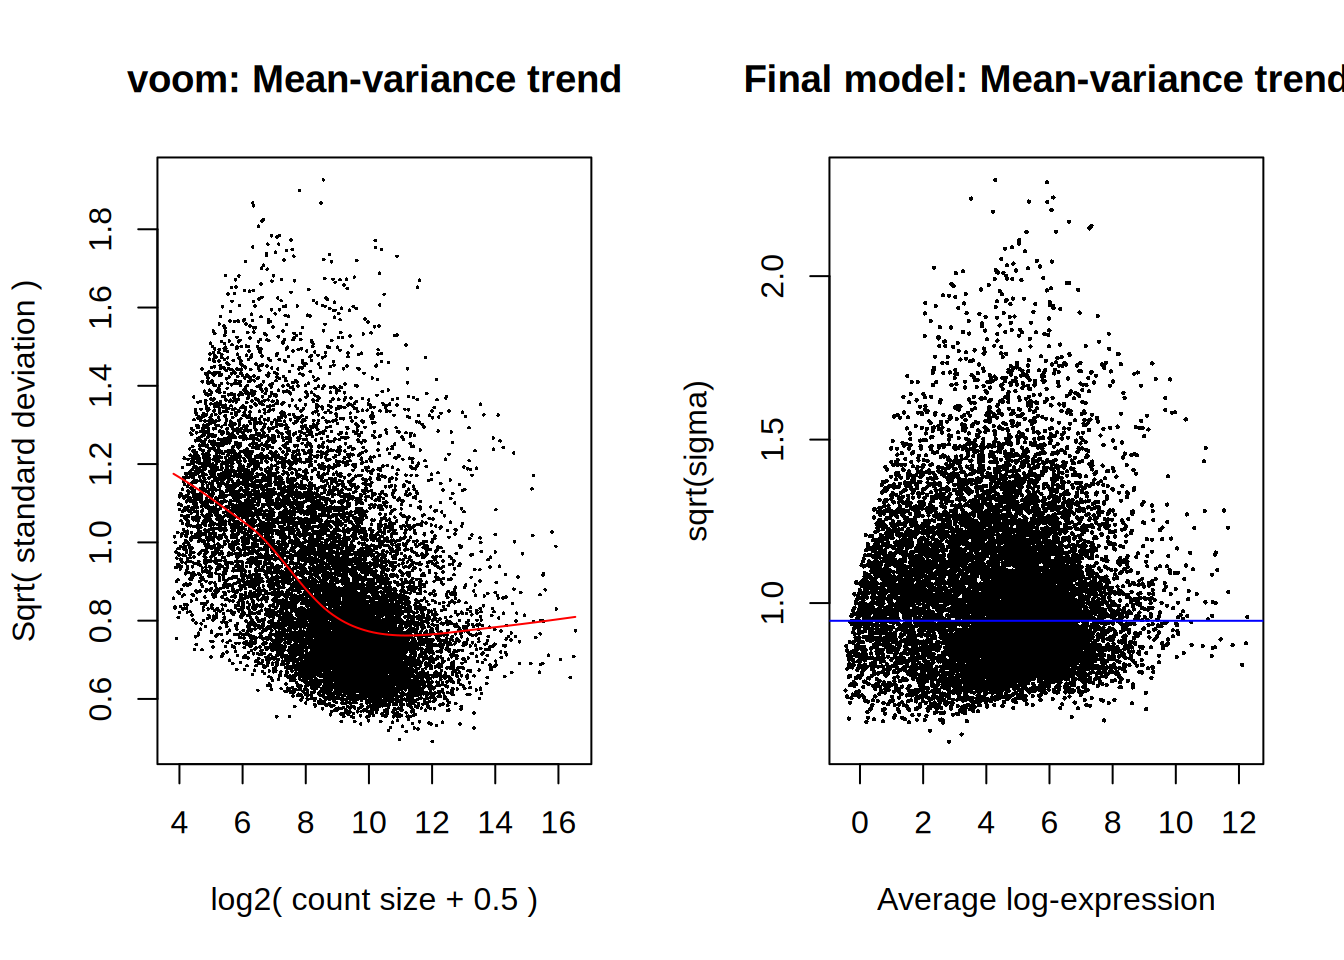 voom: Mean-variance trend
Sqrt( standard deviation )
0.6 0.8 1.0 1.2 1.4 1.6 1.8
4 6 8 10 12 14 16
log2( count size + 0.5 )
Final model: Mean-variance trend
sqrt(sigma)
1.0 1.5 2.0
0 2 4 6 8 10 12
Average log-expression